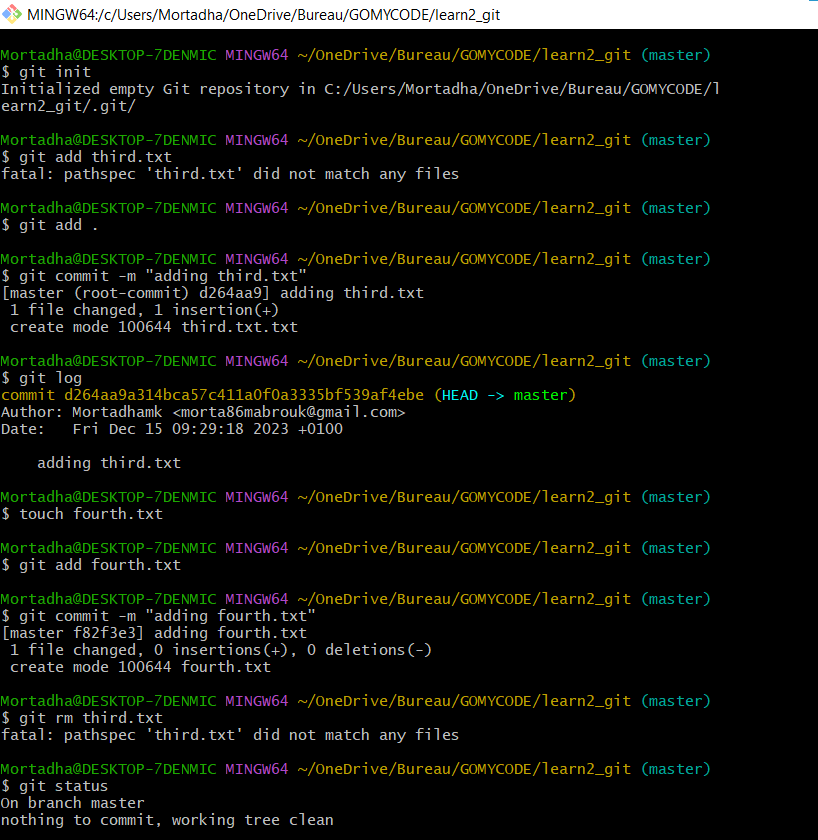 MINGW64:/c/Users/Mortadha/OneDrive/Bureau/GOMYCODE/learn2_git
Mortadha@DESKTOP-7DENMIC MINGW64 ~/OneDrive/Bureau/GOMYCODE/learn2_git (master)
$ git init
Initialized empty Git repository in C:/Users/Mortadha/OneDrive/Bureau/GOMYCODE/l
earn2_git/.git/
Mortadha@DESKTOP-7DENMIC MINGW64 ~/OneDrive/Bureau/GOMYCODE/learn2_git (master)
$ git add third.txt
fatal: pathspec 'third.txt' did not match any files
Mortadha@DESKTOP-7DENMIC MINGW64 ~/OneDrive/Bureau/GOMYCODE/learn2_git (master)
$ git add .
Mortadha@DESKTOP-7DENMIC MINGW64 ~/OneDrive/Bureau/GOMYCODE/learn2_git (master)
$ git commit -m "adding third.txt"
[master (root-commit) d264aa9] adding third.txt
 1 file changed, 1 insertion(+)
 create mode 100644 third.txt.txt
Mortadha@DESKTOP-7DENMIC MINGW64 ~/OneDrive/Bureau/GOMYCODE/learn2_git (master)
$ git log
commit d264aa9a314bca57c411a0f0a3335bf539af4ebe (HEAD -> master)
Author: Mortadhamk <morta86mabrouk@gmail.com>
Date:   Fri Dec 15 09:29:18 2023 +0100
    adding third.txt
Mortadha@DESKTOP-7DENMIC MINGW64 ~/OneDrive/Bureau/GOMYCODE/learn2_git (master)
$ touch fourth.txt
Mortadha@DESKTOP-7DENMIC MINGW64 ~/OneDrive/Bureau/GOMYCODE/learn2_git (master)
$ git add fourth.txt
Mortadha@DESKTOP-7DENMIC MINGW64 ~/OneDrive/Bureau/GOMYCODE/learn2_git (master)
$ git commit -m "adding fourth.txt"
[master f82f3e3] adding fourth.txt
 1 file changed, 0 insertions(+), 0 deletions(-)
 create mode 100644 fourth.txt
Mortadha@DESKTOP-7DENMIC MINGW64 ~/OneDrive/Bureau/GOMYCODE/learn2_git (master)
$ git rm third.txt
fatal: pathspec 'third.txt' did not match any files
Mortadha@DESKTOP-7DENMIC MINGW64 ~/OneDrive/Bureau/GOMYCODE/learn2_git (master)
$ git status
On branch master
nothing to commit, working tree clean